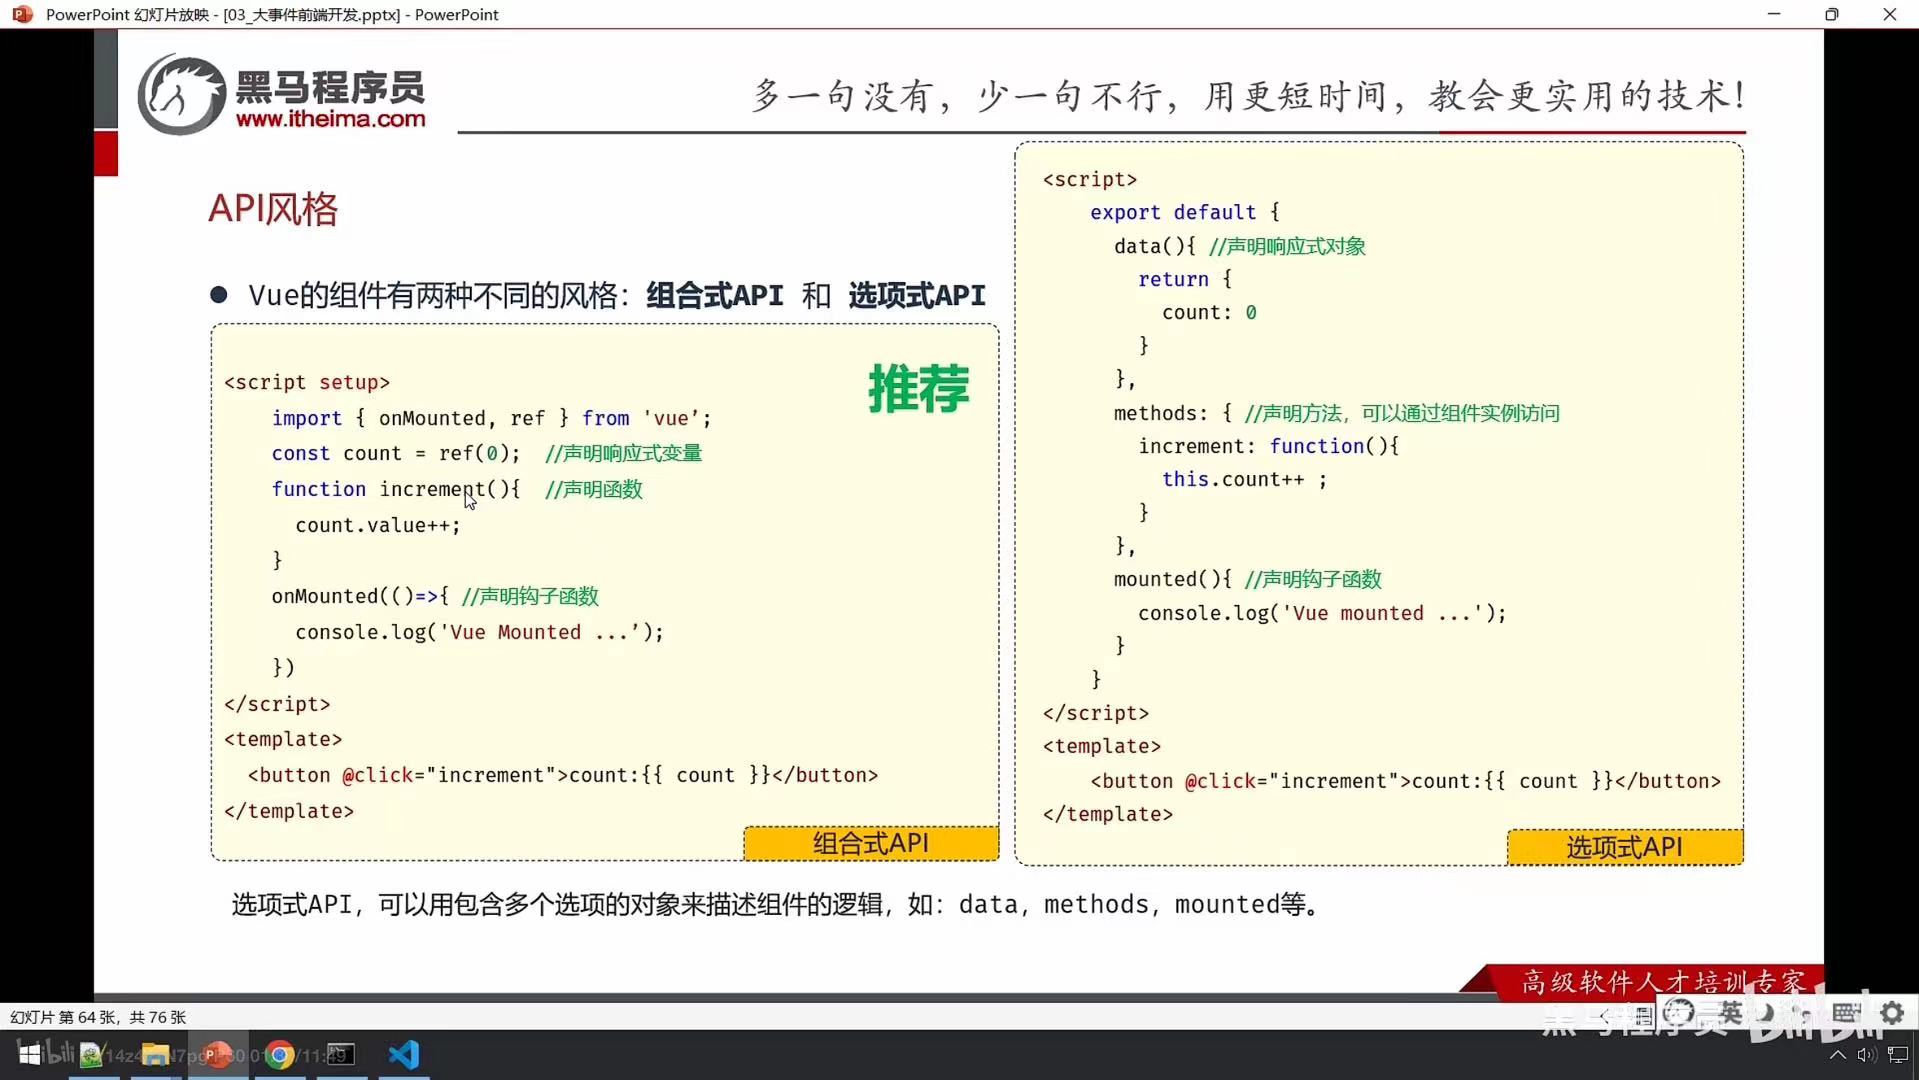 PowerPoint 幻灯片放映 - [03_大事件前端开发.pptx] - PowerPoint
黑马程序员
www.itheima.com
多一句没有，少一句不行，用更短时间，教会更实用的技术！
API风格
Vue的组件有两种不同的风格：组合式API 和 选项式API
推荐
<script setup>
import { onMounted, ref } from 'vue’;
const count = ref(0); //声明响应式变量
function increment(){ //声明函数
count.value++;
}
onMounted(()=>{ //声明钩子函数
console.log('Vue Mounted ...’);
})
</script>
<template>
<button @click="increment">count:{{ count }}</button>
</template>
组合式API
<script>
export default {
data(){ //声明响应式对象
return {
count: 0
}
},
methods: { //声明方法，可以通过组件实例访问
increment: function(){
this.count++ ;
}
},
mounted(){ //声明钩子函数
console.log('Vue mounted ...');
}
}
</script>
<template>
<button @click="increment">count:{{ count }}</button>
</template>
选项式API
选项式API，可以用包含多个选项的对象来描述组件的逻辑，如：data，methods，mounted等。
高级软件人才培训专家
黑马程序员 bilibili
英
幻灯片 第 64 张，共 76 张
bilibili